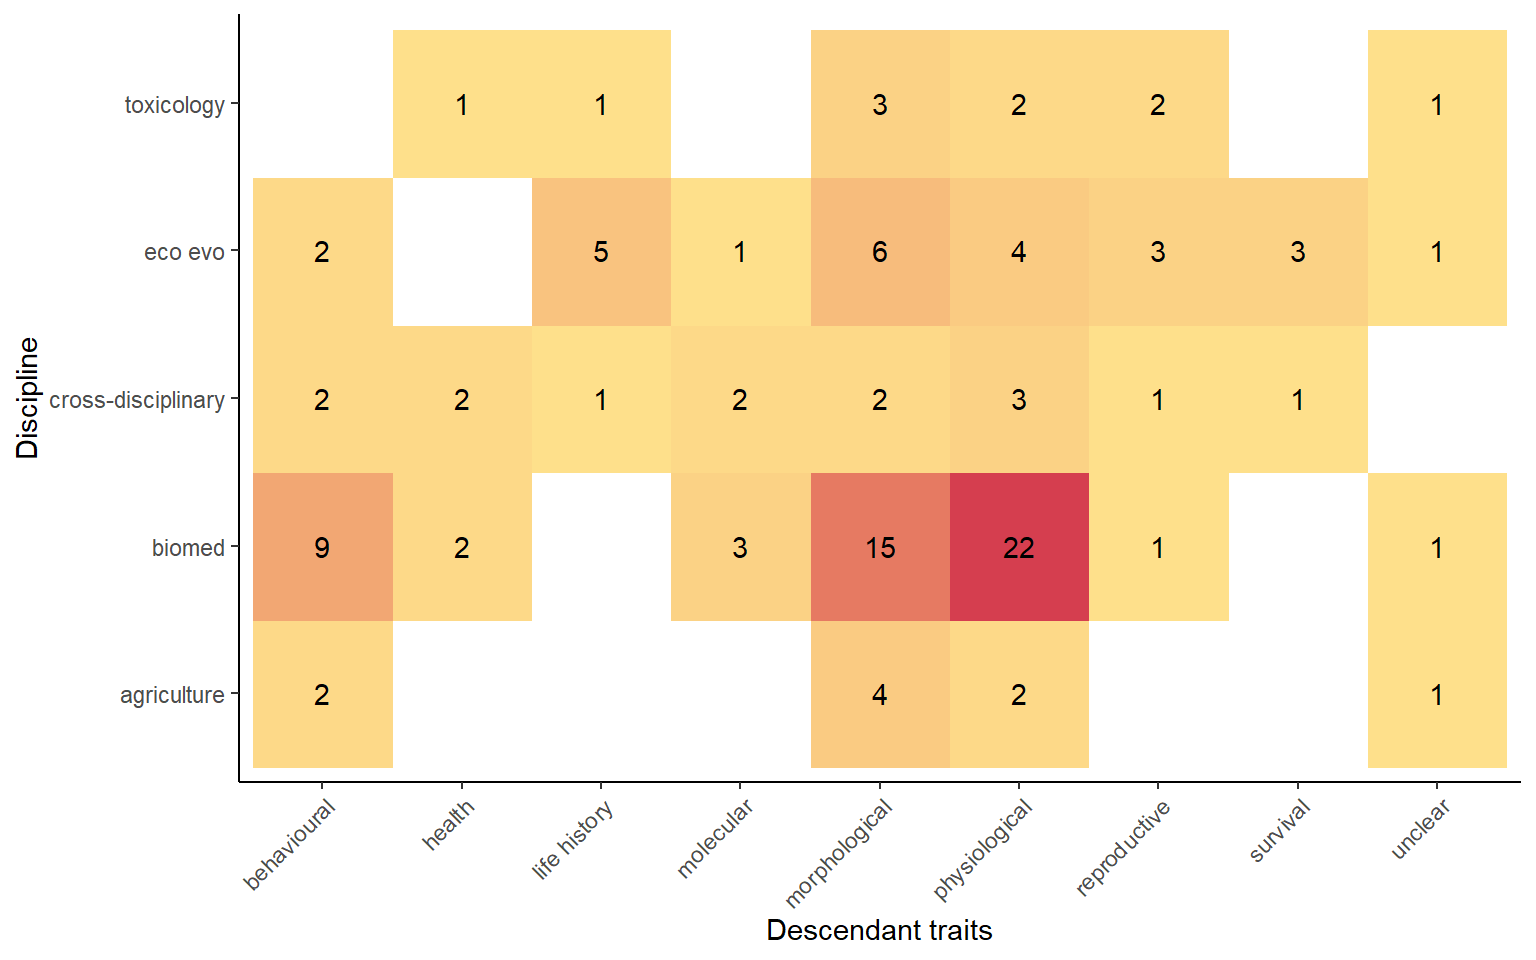 toxicology 1 1 3 2 2 1
eco evo 2 5 1 6 4 3 3 1
cross-disciplinary 2 2 1 2 2 3 1 1
biomed 9 2 3 15 22 1 1
agriculture 2 4 2 1
Discipline
behavioural health life history molecular morphological physiological reproductive survival unclear
Descendant traits